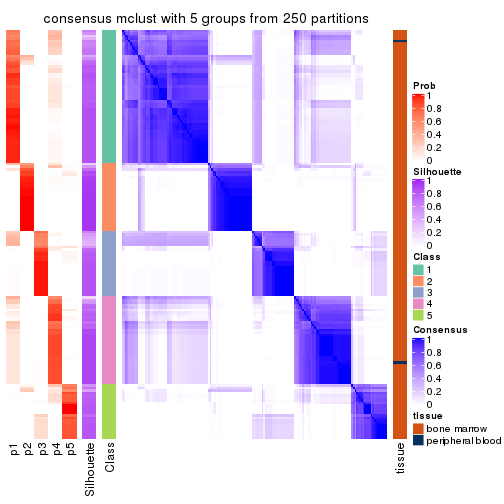 consensus mclust with 5 groups from 250 partitions
Prob
1
0.8
0.6
0.4
0.2
0
Silhouette
1
0.8
0.6
0.4
0.2
0
Class
1
2
3
4
5
Consensus
1
0.8
0.6
0.4
0.2
0
tissue
bone marrow
peripheral blood
p1
p2
p3
p4
p5
Silhouette
Class
tissue